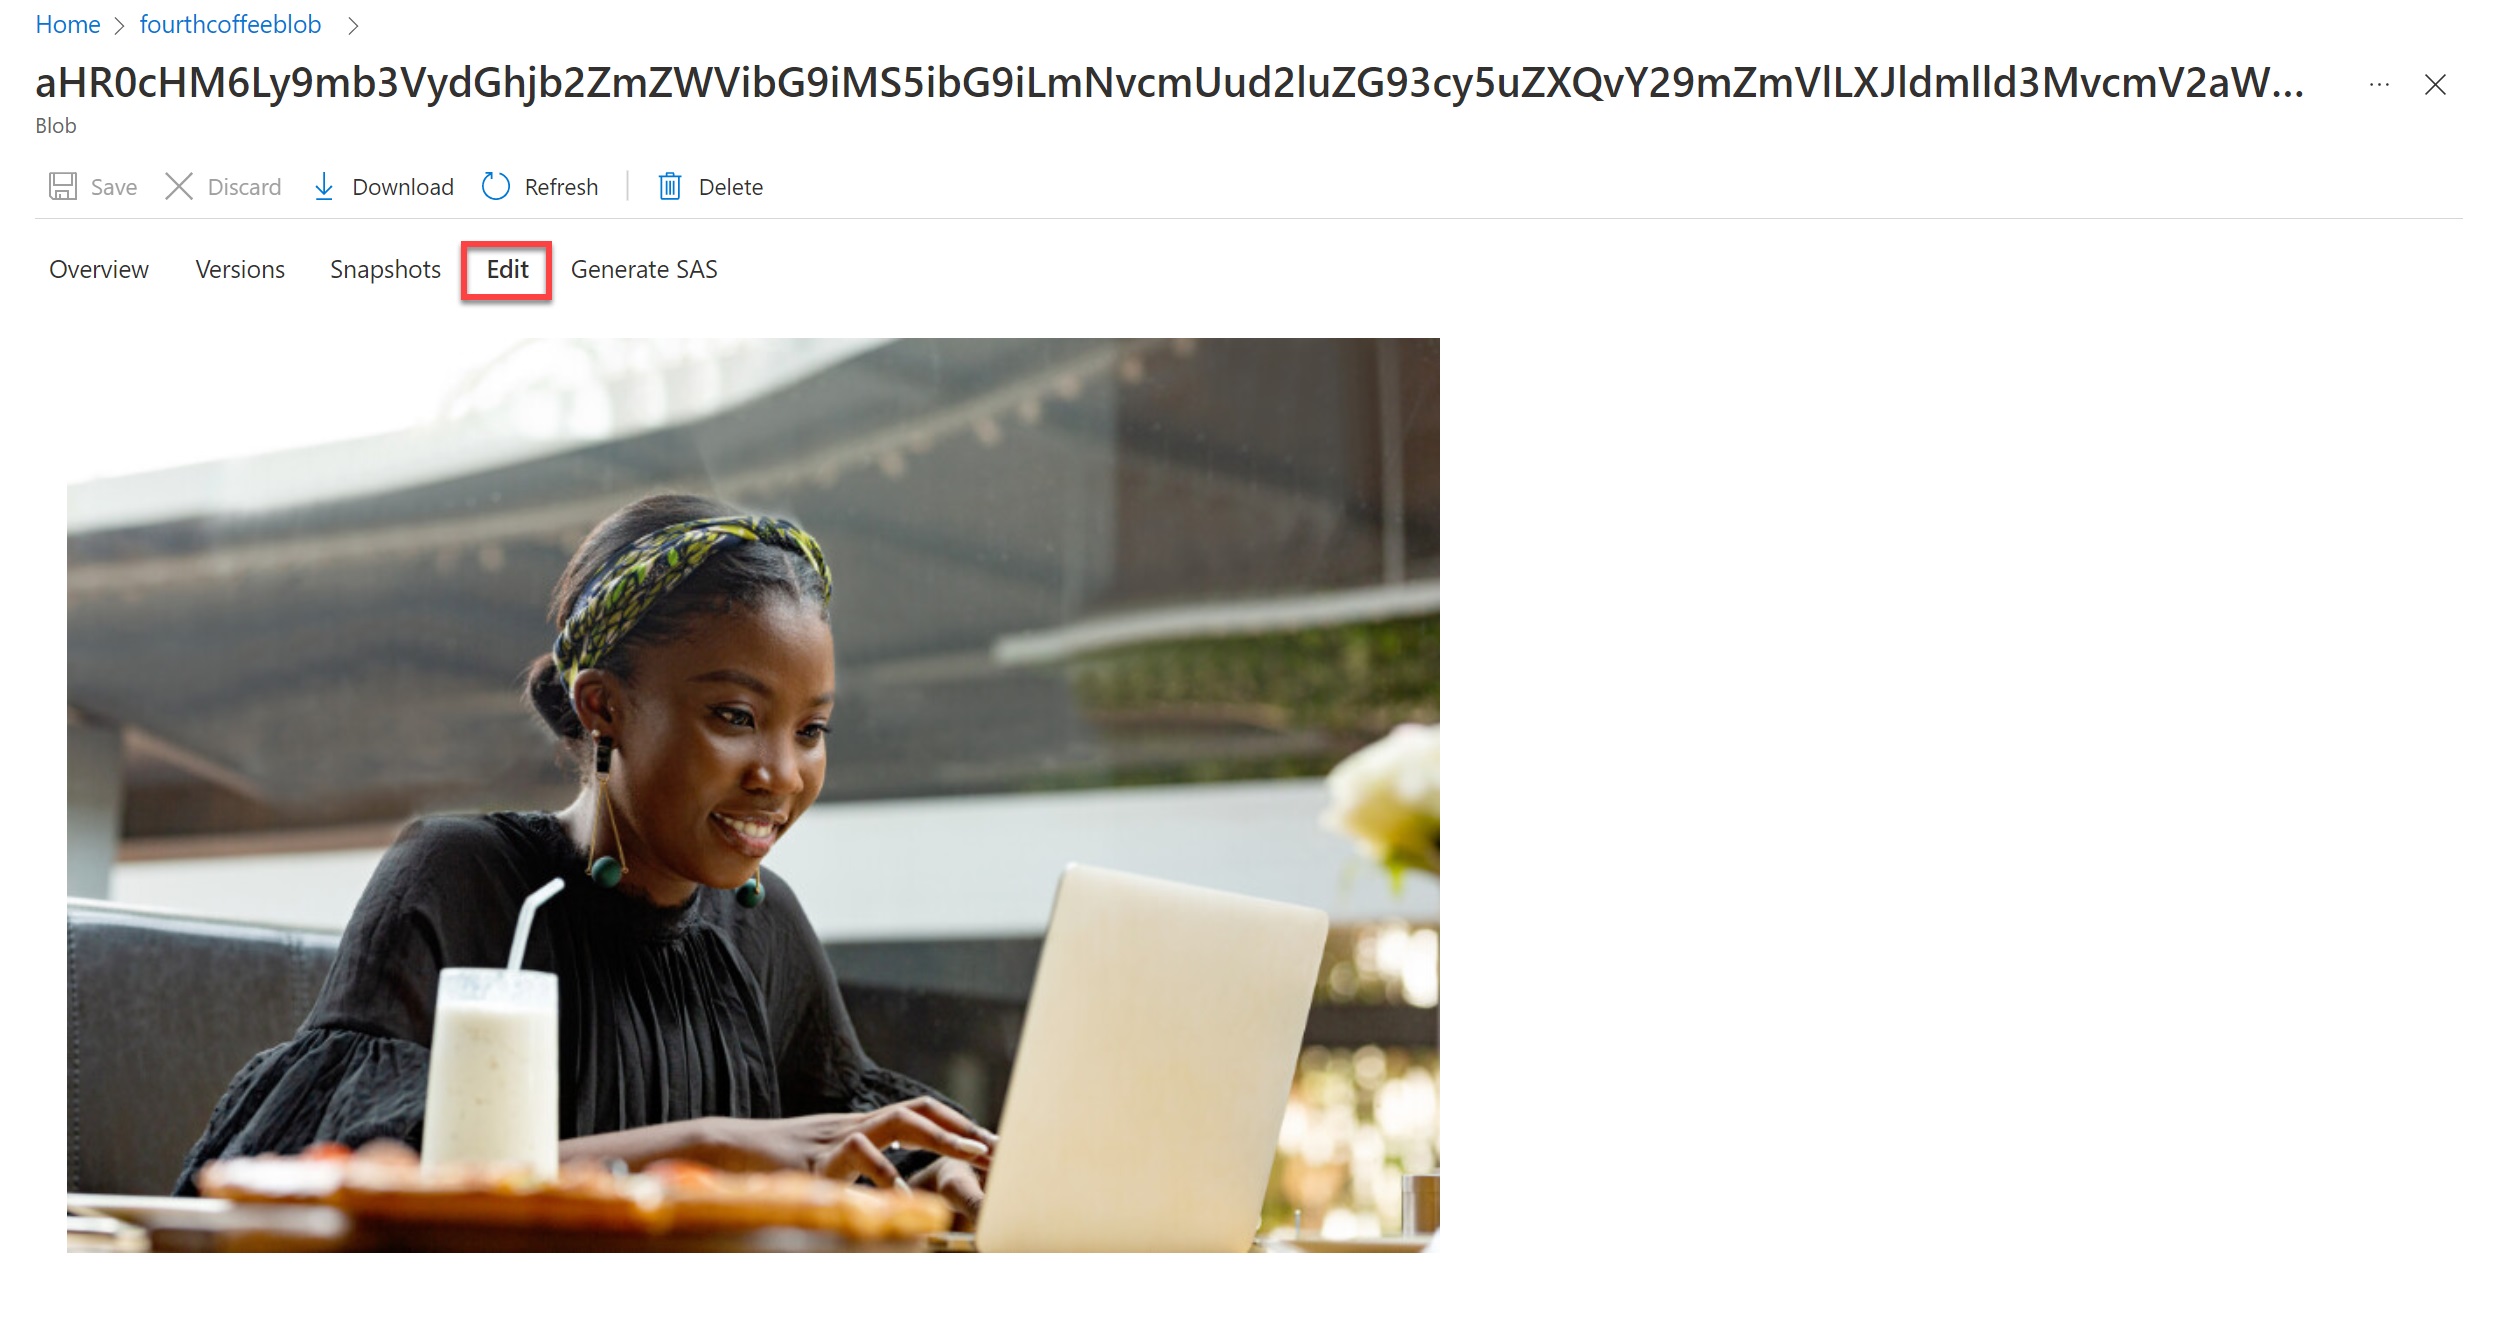 Home > fourthcoffeeblob >
aHR0cHM6Ly9mb3VydGhjb2ZmZWVibG9iMS5ibG9iLmNvcmUud2luZG93cy5uZXQvY29mZmVlLXJldmlld3MvcmV2aW...
Blob
Save Discard Download Refresh Delete
Overview Versions Snapshots Edit Generate SAS